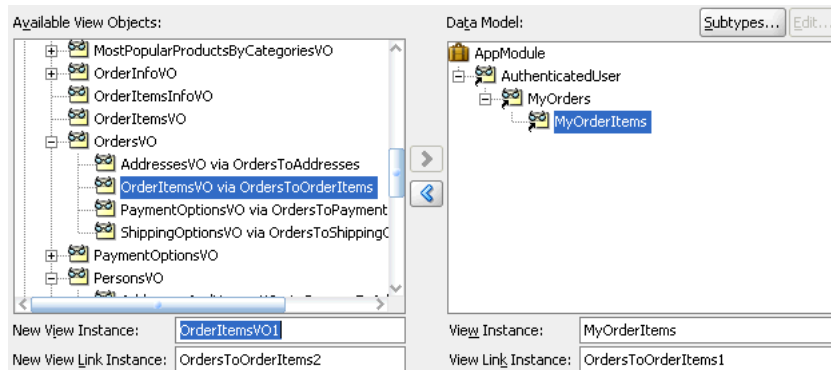 Available View Objects:
MostPopularProductsByCategoriesVO
OrderInfoVO
OrderItemsInfoVO
OrderItemsVO
OrdersVO
AddressesVO via OrdersToAddresses
OrderItemsVO via OrdersToOrderItems
PaymentOptionsVO via OrdersToPayment
ShippingOptionsVO via OrdersToShipping
PaymentOptionsVO
PersonsVO
New View Instance: OrderItemsVO1
New View Link Instance: OrdersToOrderItems2
Data Model:
Subtypes... Edit...
AppModule
AuthenticatedUser
MyOrders
MyOrderItems
View Instance: MyOrderItems
View Link Instance: OrdersToOrderItems1